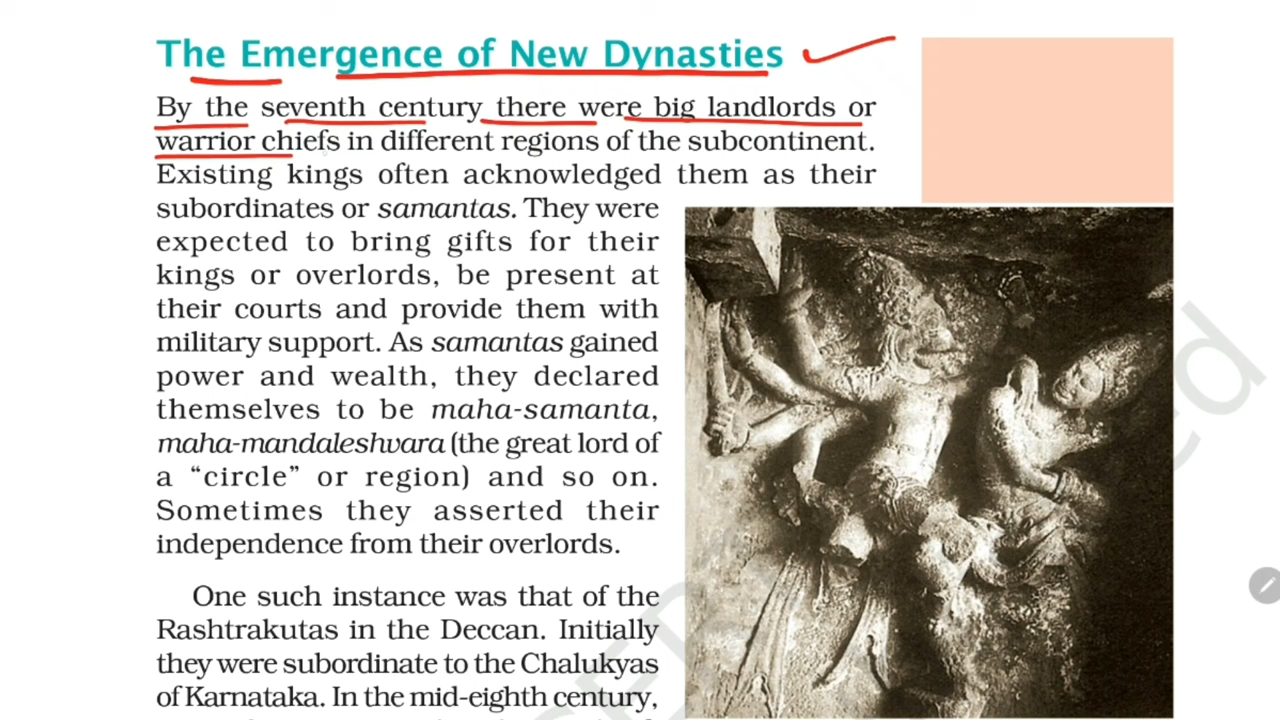 The Emergence of New Dynasties
By the seventh century there were big landlords or
warrior chiefs in different regions of the subcontinent.
Existing kings often acknowledged them as their
subordinates or samantas. They were
expected to bring gifts for their
kings or overlords, be present at
their courts and provide them with
military support. As samantas gained
power and wealth, they declared
themselves to be maha-samanta,
maha-mandaleshvara (the great lord of
a “circle” or region) and so on.
Sometimes they asserted their
independence from their overlords.
One such instance was that of the
Rashtrakutas in the Deccan. Initially
they were subordinate to the Chalukyas
of Karnataka. In the mid-eighth century,